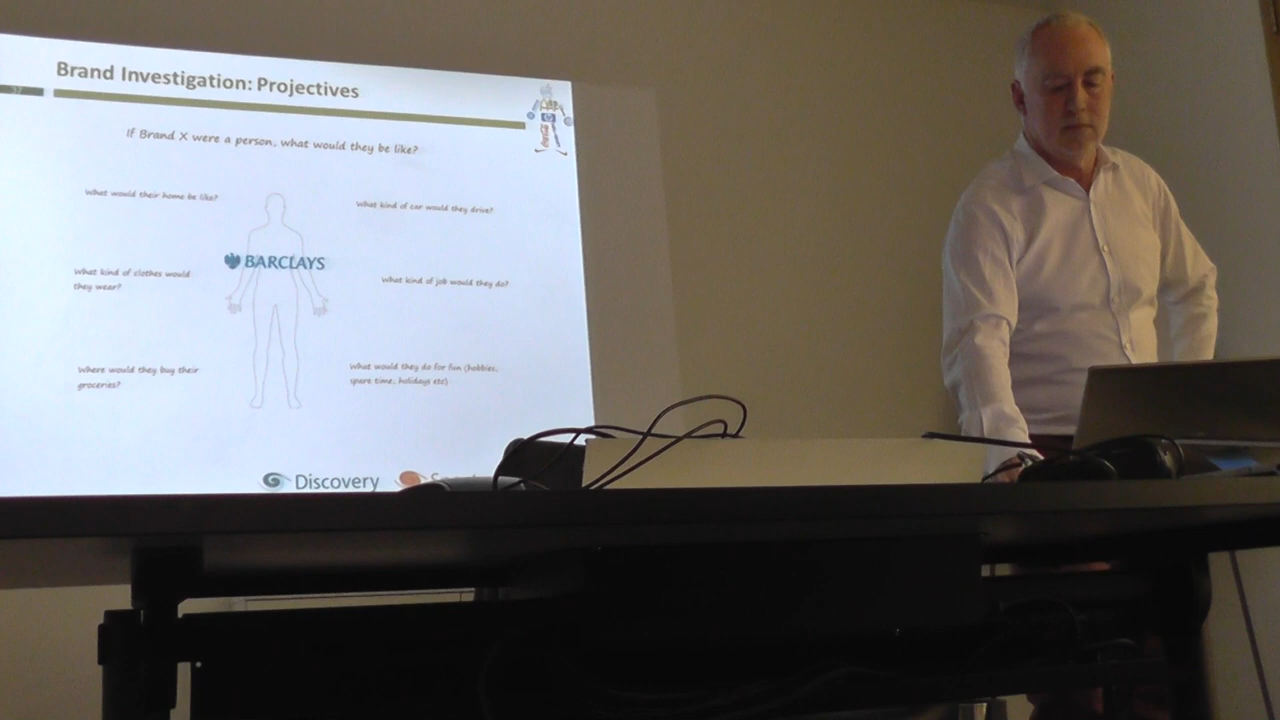 Brand Investigation: Projectives
37
If Brand X were a person, what would they be like?
What would their home be like?
What kind of car would they drive?
BARCLAYS
What kind of clothes would
they wear?
What kind of job would they do?
Where would they buy their
groceries?
What would they do for fun (hobbies,
spare time, holidays etc)
Discovery